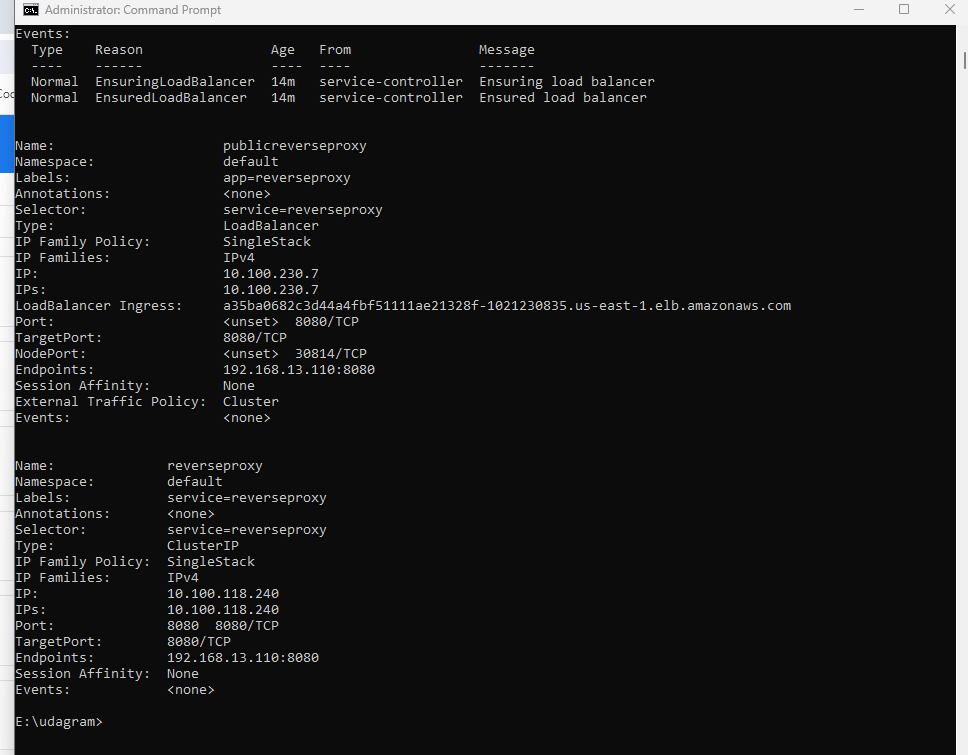 Administrator: Command Prompt
Events:
  Type    Reason                Age   From                Message
  ----    ------                ----  ----                -------
  Normal  EnsuringLoadBalancer  14m   service-controller  Ensuring load balancer
  Normal  EnsuredLoadBalancer   14m   service-controller  Ensured load balancer
Name:                     publicreverseproxy
Namespace:                default
Labels:                   app=reverseproxy
Annotations:              <none>
Selector:                 service=reverseproxy
Type:                     LoadBalancer
IP Family Policy:         SingleStack
IP Families:              IPv4
IP:                       10.100.230.7
IPs:                      10.100.230.7
LoadBalancer Ingress:     a35ba0682c3d44a4fbf51111ae21328f-1021230835.us-east-1.elb.amazonaws.com
Port:                     <unset>  8080/TCP
TargetPort:               8080/TCP
NodePort:                 <unset>  30814/TCP
Endpoints:                192.168.13.110:8080
Session Affinity:         None
External Traffic Policy:  Cluster
Events:                   <none>
Name:              reverseproxy
Namespace:         default
Labels:            service=reverseproxy
Annotations:       <none>
Selector:          service=reverseproxy
Type:              ClusterIP
IP Family Policy:  SingleStack
IP Families:       IPv4
IP:                10.100.118.240
IPs:               10.100.118.240
Port:              8080  8080/TCP
TargetPort:        8080/TCP
Endpoints:         192.168.13.110:8080
Session Affinity:  None
Events:            <none>
E:\udagram>